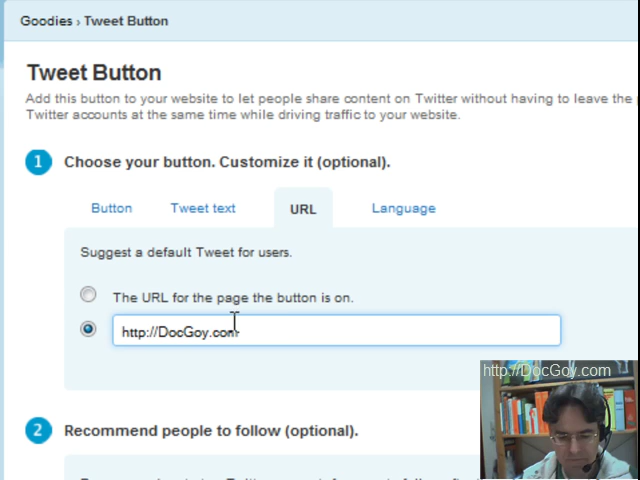 Goodies › Tweet Button
Tweet Button
Add this button to your website to let people share content on Twitter without having to leave the
Twitter accounts at the same time while driving traffic to your website.
1 Choose your button. Customize it (optional).
Button Tweet text URL Language
Suggest a default Tweet for users.
The URL for the page the button is on.
http://DocGoy.com
http://DocGoy.com
2 Recommend people to follow (optional).